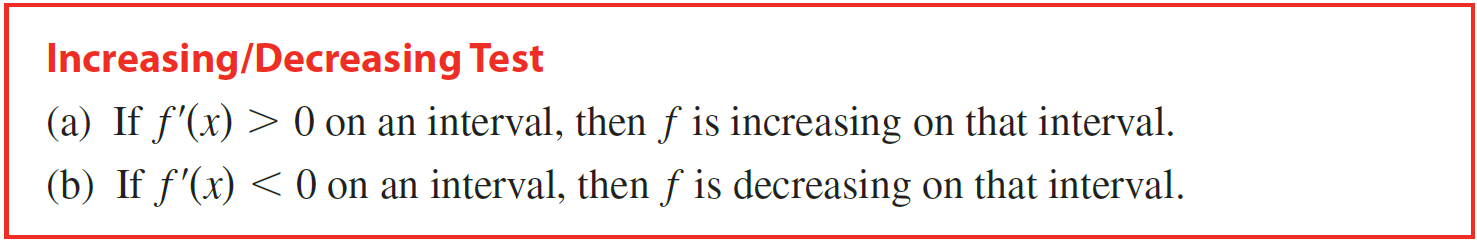 Increasing/Decreasing Test
(a) If f′(x) > 0 on an interval, then f is increasing on that interval.
(b) If f′(x) < 0 on an interval, then f is decreasing on that interval.